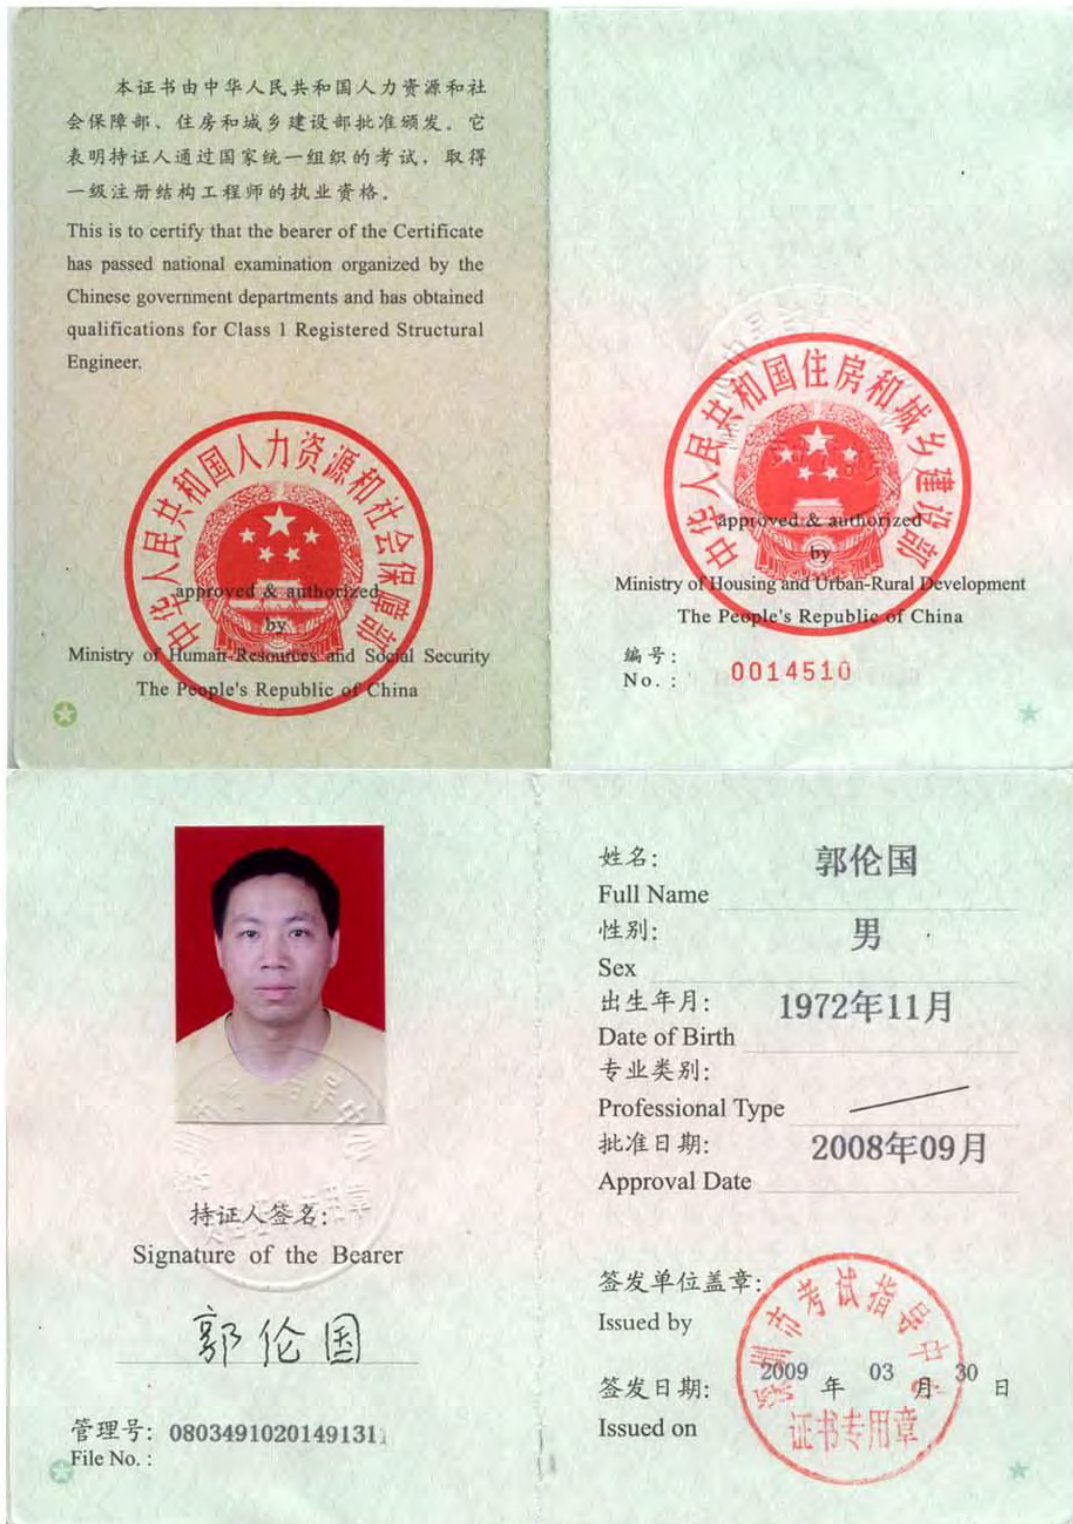 本证书由中华人民共和国人力资源和社
会保障部、住房和城乡建设部批准颁发。它
表明持证人通过国家统一组织的考试，取得
一级注册结构工程师的执业资格。
This is to certify that the bearer of the Certificate
has passed national examination organized by the
Chinese government departments and has obtained
qualifications for Class 1 Registered Structural
Engineer.
中华人民共和国人力资源和社会保障部
approved & authorized
by
Ministry of Human Resources and Social Security
The People's Republic of China
中华人民共和国住房和城乡建设部
approved & authorized
by
Ministry of Housing and Urban-Rural Development
The People's Republic of China
编号：
No. : 0014510
持证人签名：
Signature of the Bearer
郭伦国
管理号： 0803491020149131
File No. :
姓名： 郭伦国
Full Name
性别： 男
Sex
出生年月： 1972年11月
Date of Birth
专业类别：
Professional Type
批准日期： 2008年09月
Approval Date
签发单位盖章：
Issued by
深圳市考试指导中心
证书专用章
签发日期： 2009 年 03 月 30 日
Issued on